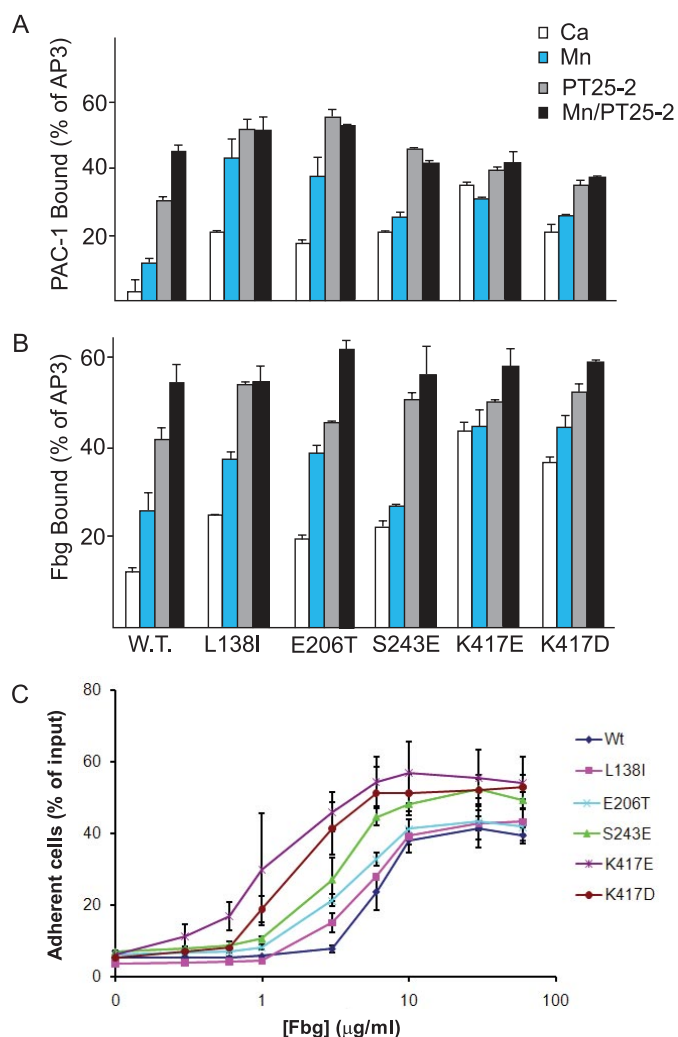 A
Ca
Mn
PT25-2
Mn/PT25-2
PAC-1 Bound (% of AP3)
60
40
20
B
Fbg Bound (% of AP3)
60
40
20
W.T. L138I E206T S243E K417E K417D
C
Adherent cells (% of input)
80
60
40
20
0
0 1 10 100
[Fbg] (μg/ml)
Wt
L138I
E206T
S243E
K417E
K417D